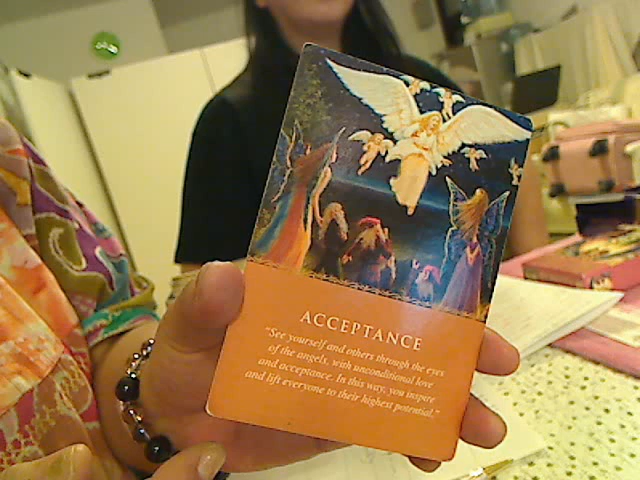 ACCEPTANCE
"See yourself and others through the eyes
of the angels, with unconditional love
and acceptance. In this way, you inspire
and lift everyone to their highest potential."